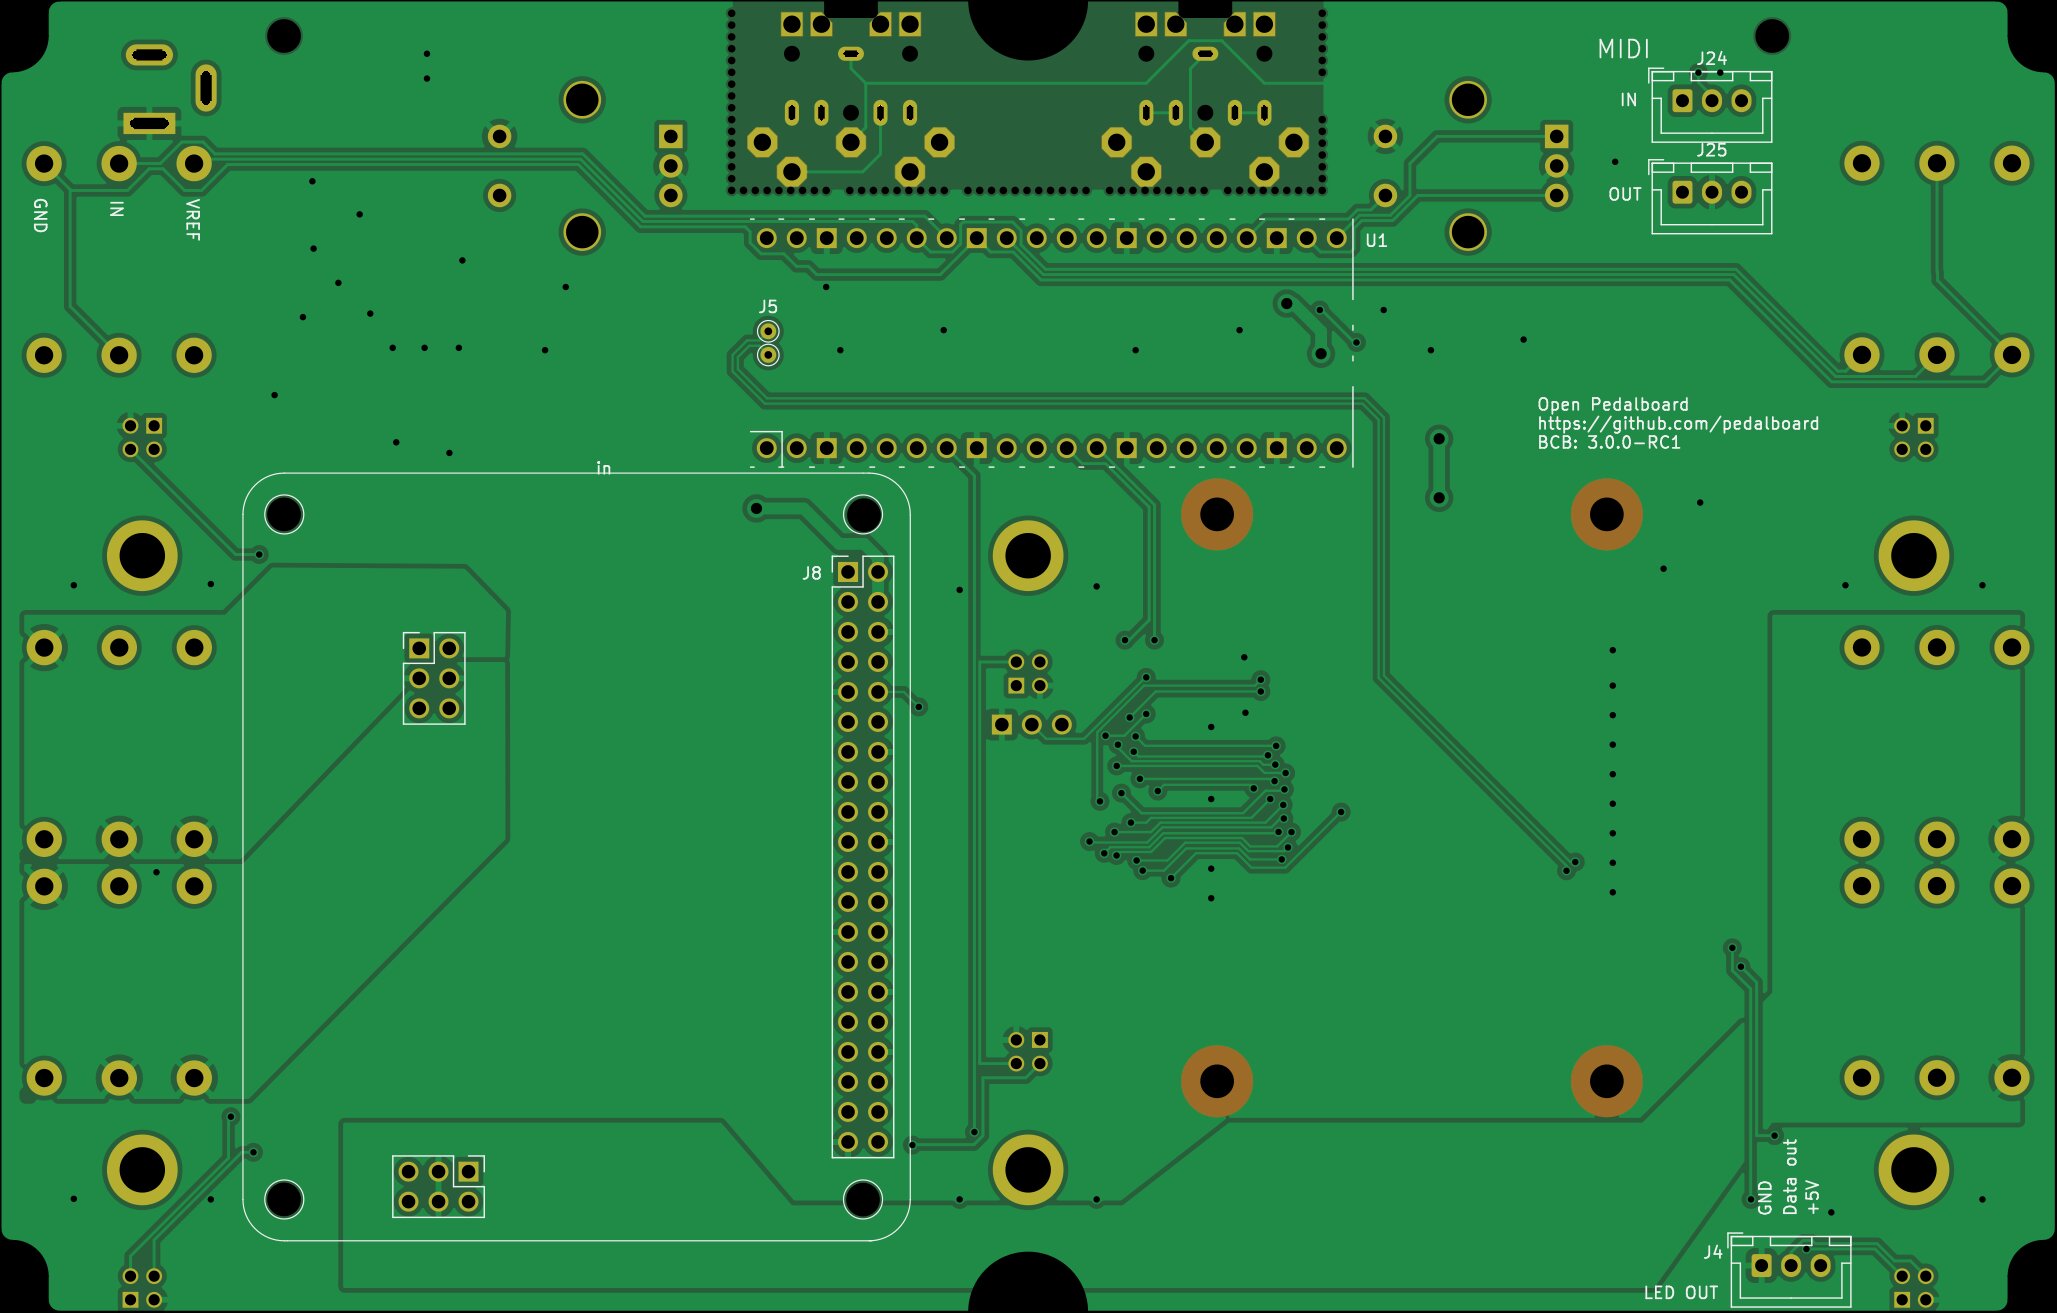 MIDI
J24
IN
J25
OUT
GND
IN
VREF
U1
J5
Open Pedalboard
https://github.com/pedalboard
BCB: 3.0.0-RC1
in
J8
GND
Data out
+5V
J4
LED OUT